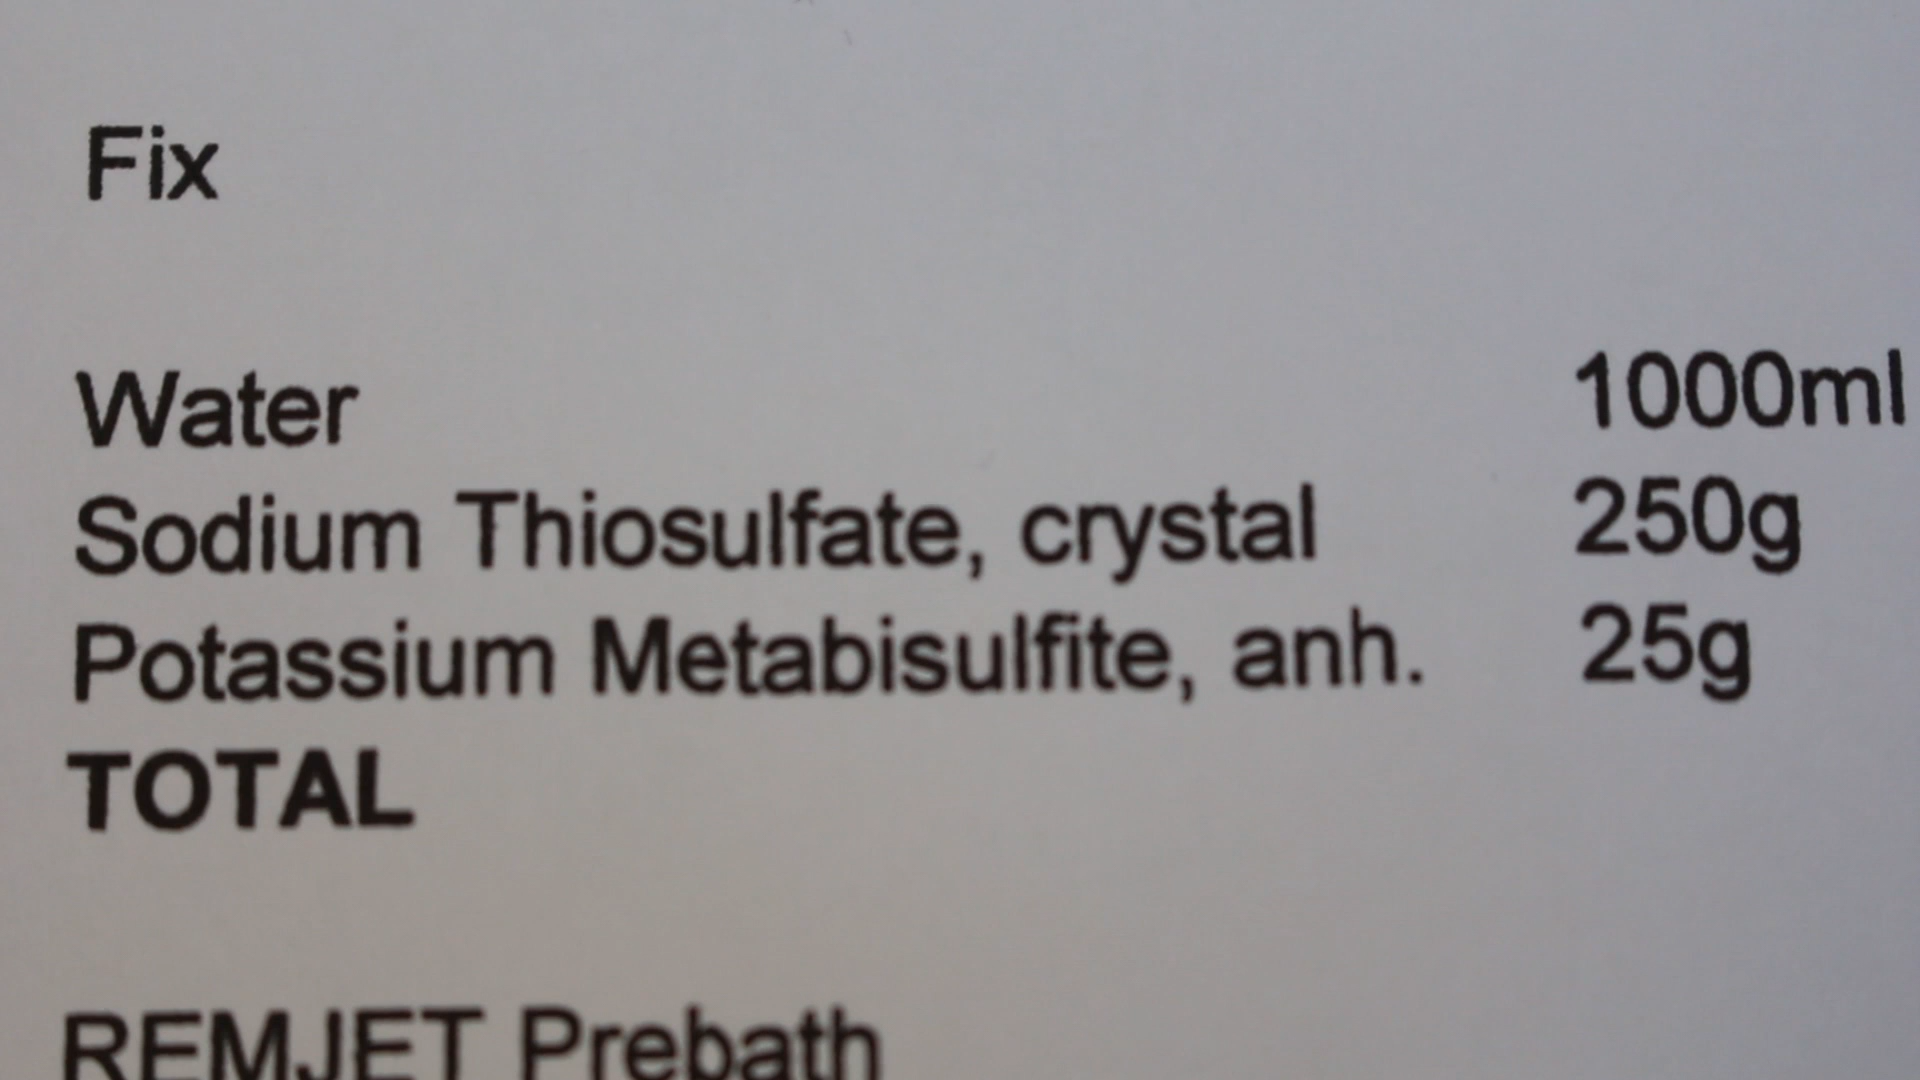 Fix
Water 1000ml
Sodium Thiosulfate, crystal 250g
Potassium Metabisulfite, anh. 25g
TOTAL
REMJET Prebath